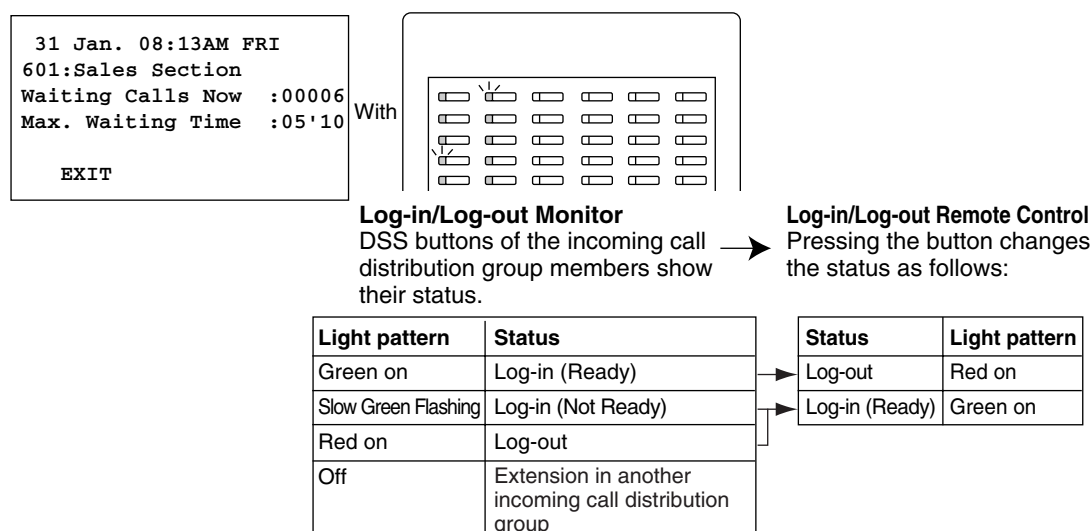 31 Jan. 08:13AM FRI
601:Sales Section
Waiting Calls Now :00006
Max. Waiting Time :05'10
EXIT
With
Log-in/Log-out Monitor
DSS buttons of the incoming call
distribution group members show
their status.
Log-in/Log-out Remote Control
Pressing the button changes
the status as follows:
Light pattern Status
Green on Log-in (Ready)
Slow Green Flashing Log-in (Not Ready)
Red on Log-out
Off Extension in another
incoming call distribution
group
Status Light pattern
Log-out Red on
Log-in (Ready) Green on